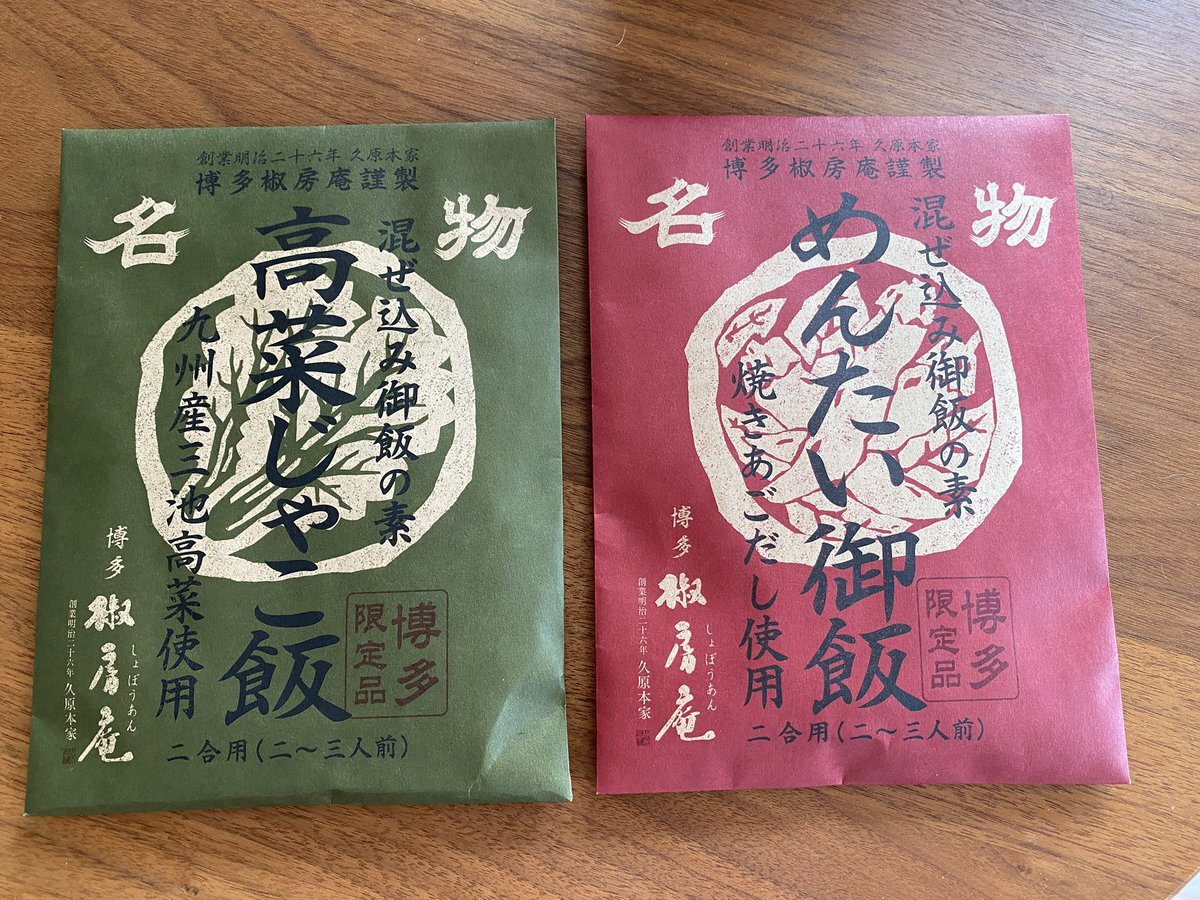 創業明治二十六年 久原本家
博多椒房庵謹製
名物
混ぜ込み御飯の素
高菜じゃこ飯
九州産三池高菜使用
博多
限定品
二合用(二〜三人前)
博多 椒房庵
しょぼうあん
創業明治二十六年 久原本家
創業明治二十六年 久原本家
博多椒房庵謹製
名物
混ぜ込み御飯の素
めんたい御飯
焼きあごだし使用
博多
限定品
二合用(二〜三人前)
博多 椒房庵
しょぼうあん
創業明治二十六年 久原本家